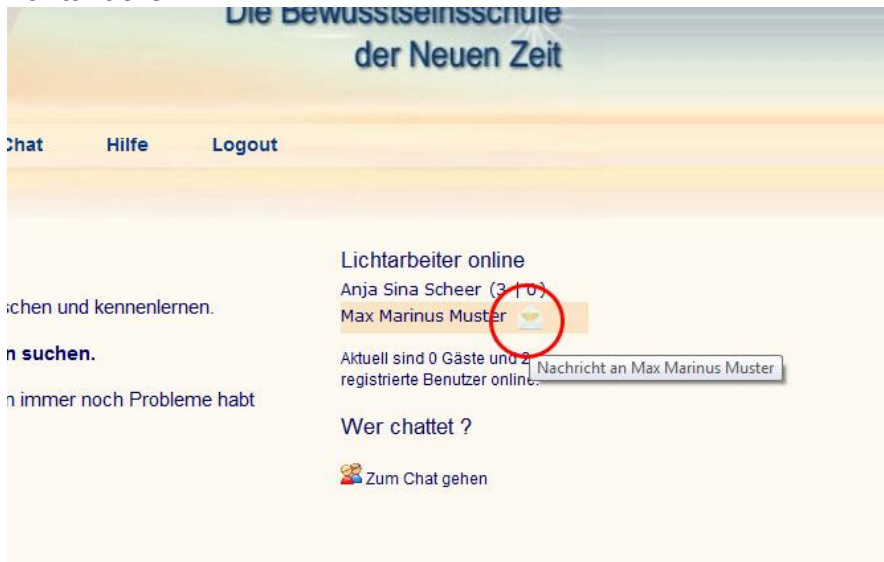 Die Bewusstseinsschule
der Neuen Zeit
Chat Hilfe Logout
Lichtarbeiter online
Anja Sina Scheer (3 | 0)
schen und kennenlernen.
Max Marinus Muster
n suchen.
Aktuell sind 0 Gäste und 2
Nachricht an Max Marinus Muster
registrierte Benutzer online.
n immer noch Probleme habt
Wer chattet ?
Zum Chat gehen